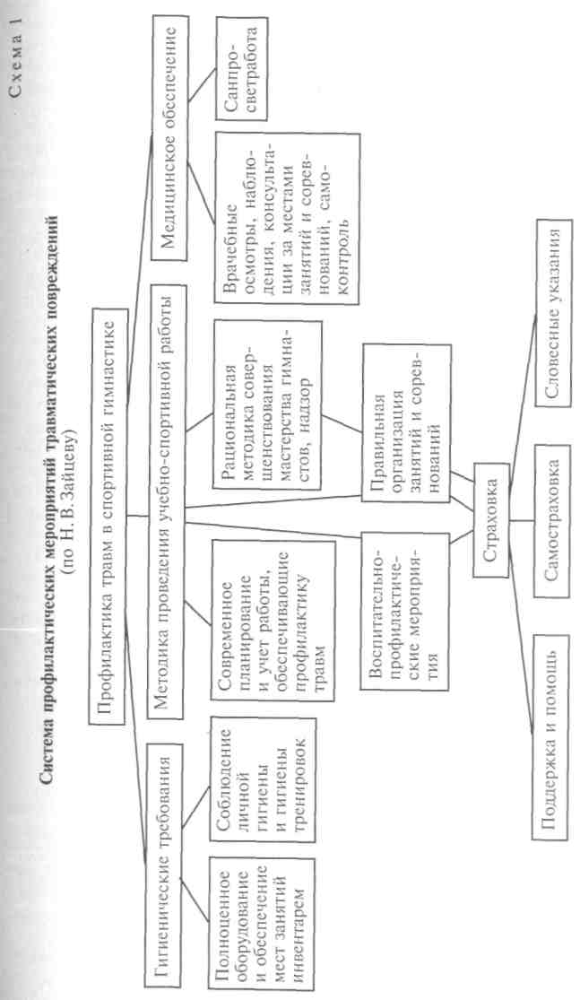 Схема 1
Система профилактических мероприятий травматических повреждений
(по Н. В. Зайцеву)
Профилактика травм в спортивной гимнастике
Гигиенические требования
Методика проведения учебно-спортивной работы
Медицинское обеспечение
Полноценное
оборудование
и обеспечение
мест занятий
инвентарем
Соблюдение
личной
гигиены
и гигиены
тренировок
Современное
планирование
и учет работы,
обеспечивающие
профилактику
травм
Рациональная
методика совер-
шенствования
мастерства гимна-
стов, надзор
Врачебные
осмотры, наблю-
дения, консульта-
ции за местами
занятий и сорев-
нований, само-
контроль
Санпро-
светработа
Воспитательно-
профилактиче-
ские мероприя-
тия
Правильная
организация
занятий и сорев-
нований
Страховка
Поддержка и помощь
Самостраховка
Словесные указания